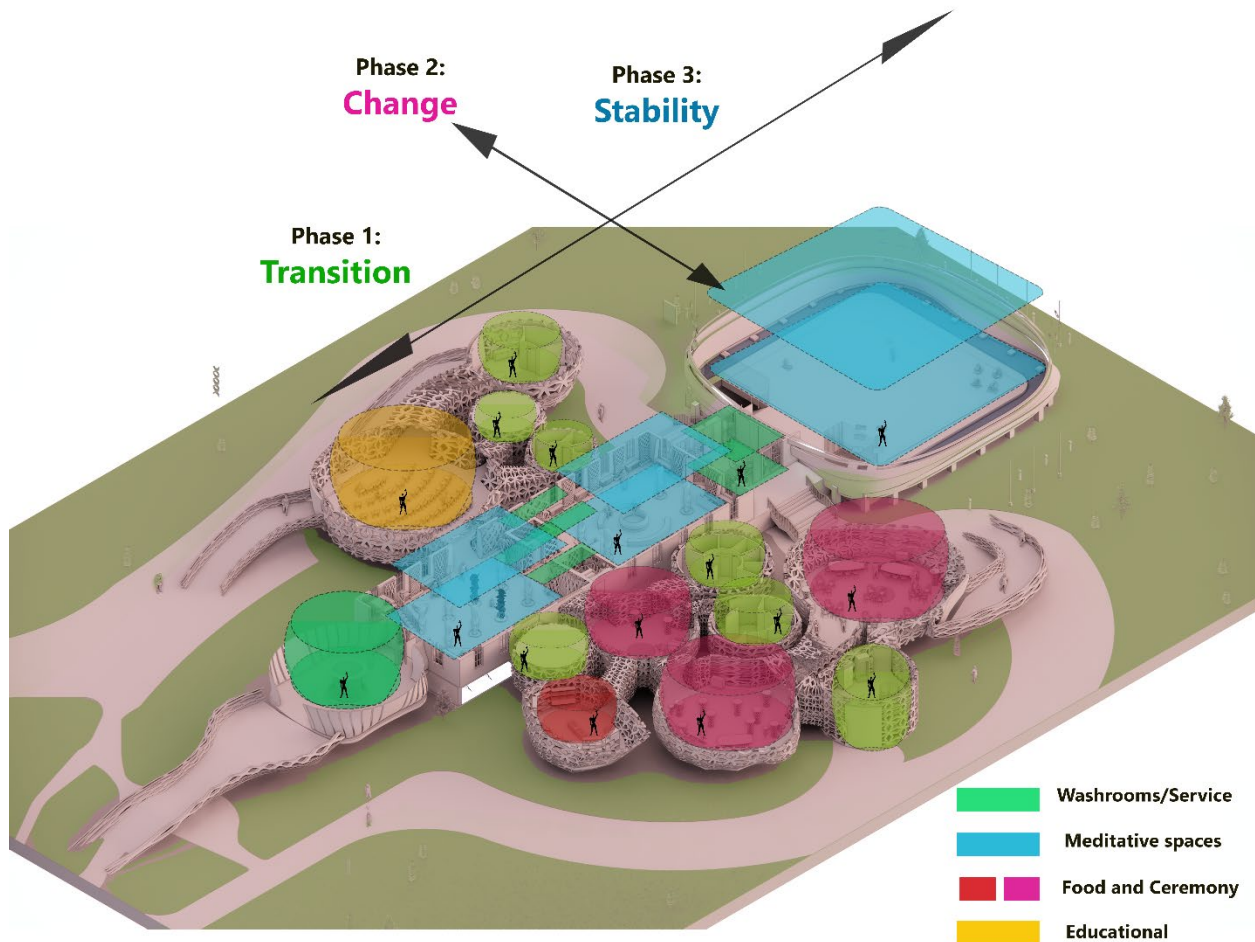 Phase 2:
Change
Phase 3:
Stability
Phase 1:
Transition
Washrooms/Service
Meditative spaces
Food and Ceremony
Educational